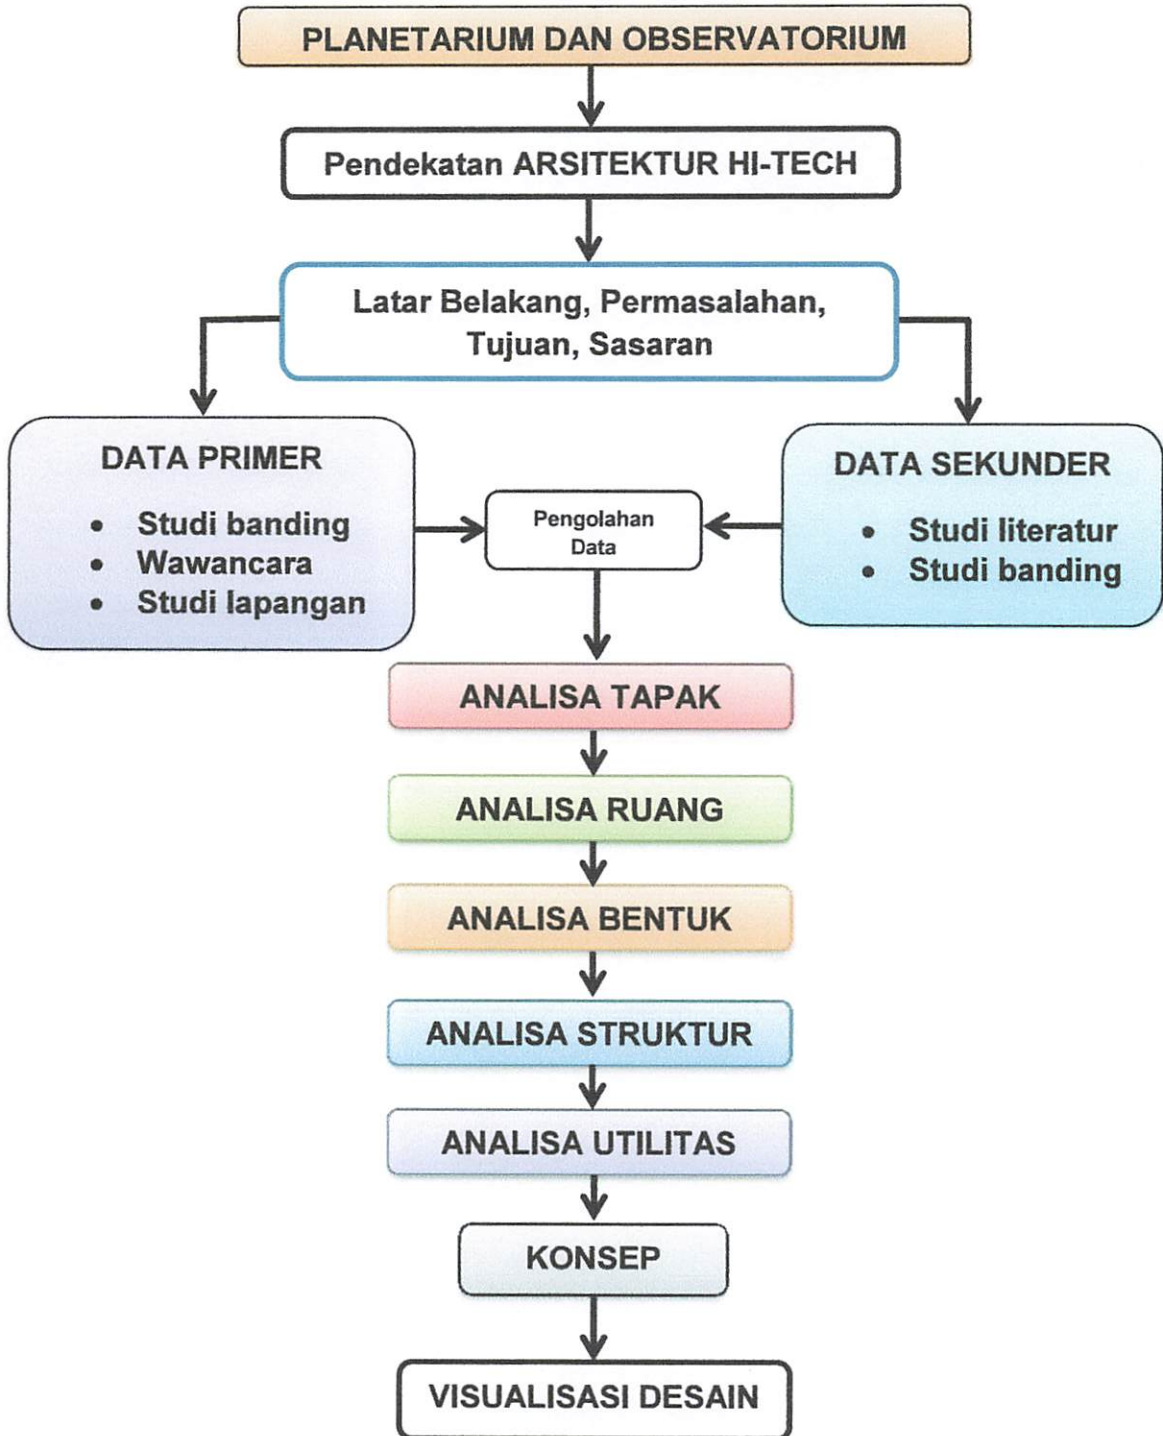 PLANETARIUM DAN OBSERVATORIUM
Pendekatan ARSITEKTUR HI-TECH
Latar Belakang, Permasalahan,
Tujuan, Sasaran
DATA PRIMER
• Studi banding
• Wawancara
• Studi lapangan
Pengolahan
Data
DATA SEKUNDER
• Studi literatur
• Studi banding
ANALISA TAPAK
ANALISA RUANG
ANALISA BENTUK
ANALISA STRUKTUR
ANALISA UTILITAS
KONSEP
VISUALISASI DESAIN